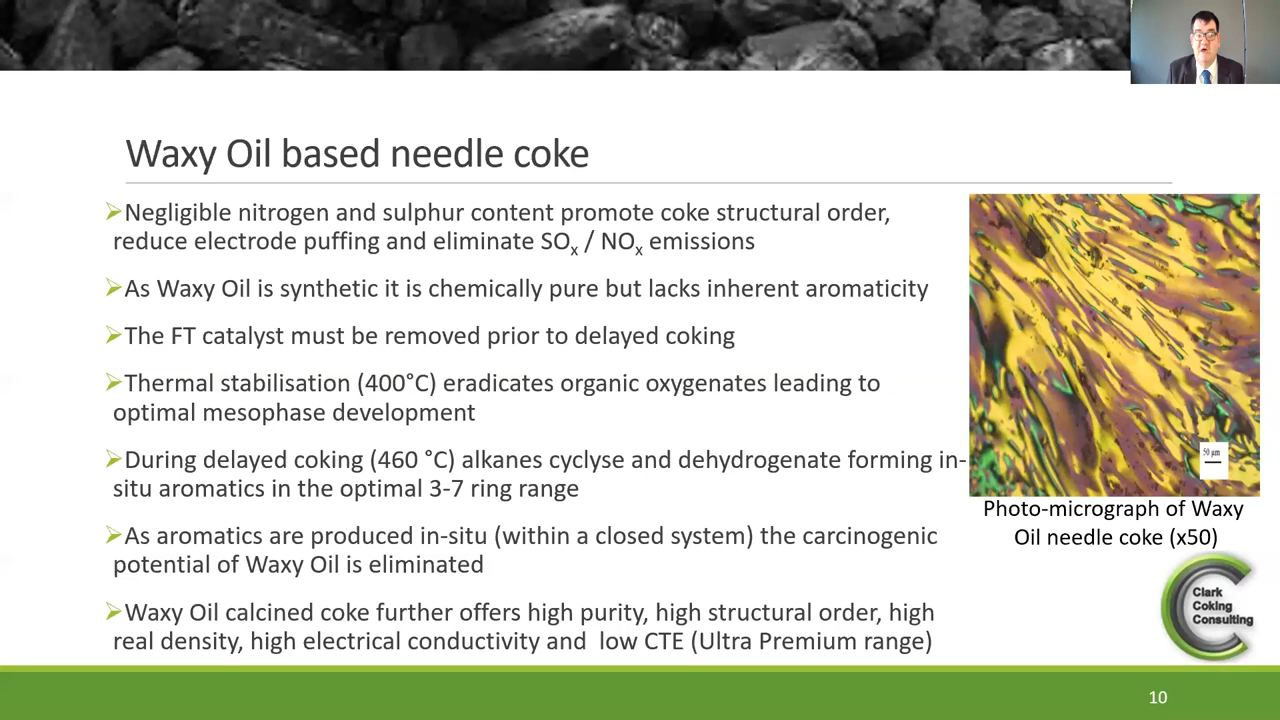 Waxy Oil based needle coke
➢Negligible nitrogen and sulphur content promote coke structural order,
reduce electrode puffing and eliminate SOx / NOx emissions
➢As Waxy Oil is synthetic it is chemically pure but lacks inherent aromaticity
➢The FT catalyst must be removed prior to delayed coking
➢Thermal stabilisation (400°C) eradicates organic oxygenates leading to
optimal mesophase development
➢During delayed coking (460 °C) alkanes cyclyse and dehydrogenate forming in-
situ aromatics in the optimal 3-7 ring range
➢As aromatics are produced in-situ (within a closed system) the carcinogenic
potential of Waxy Oil is eliminated
➢Waxy Oil calcined coke further offers high purity, high structural order, high
real density, high electrical conductivity and low CTE (Ultra Premium range)
50 µm
Photo-micrograph of Waxy
Oil needle coke (x50)
Clark
Coking
Consulting
10